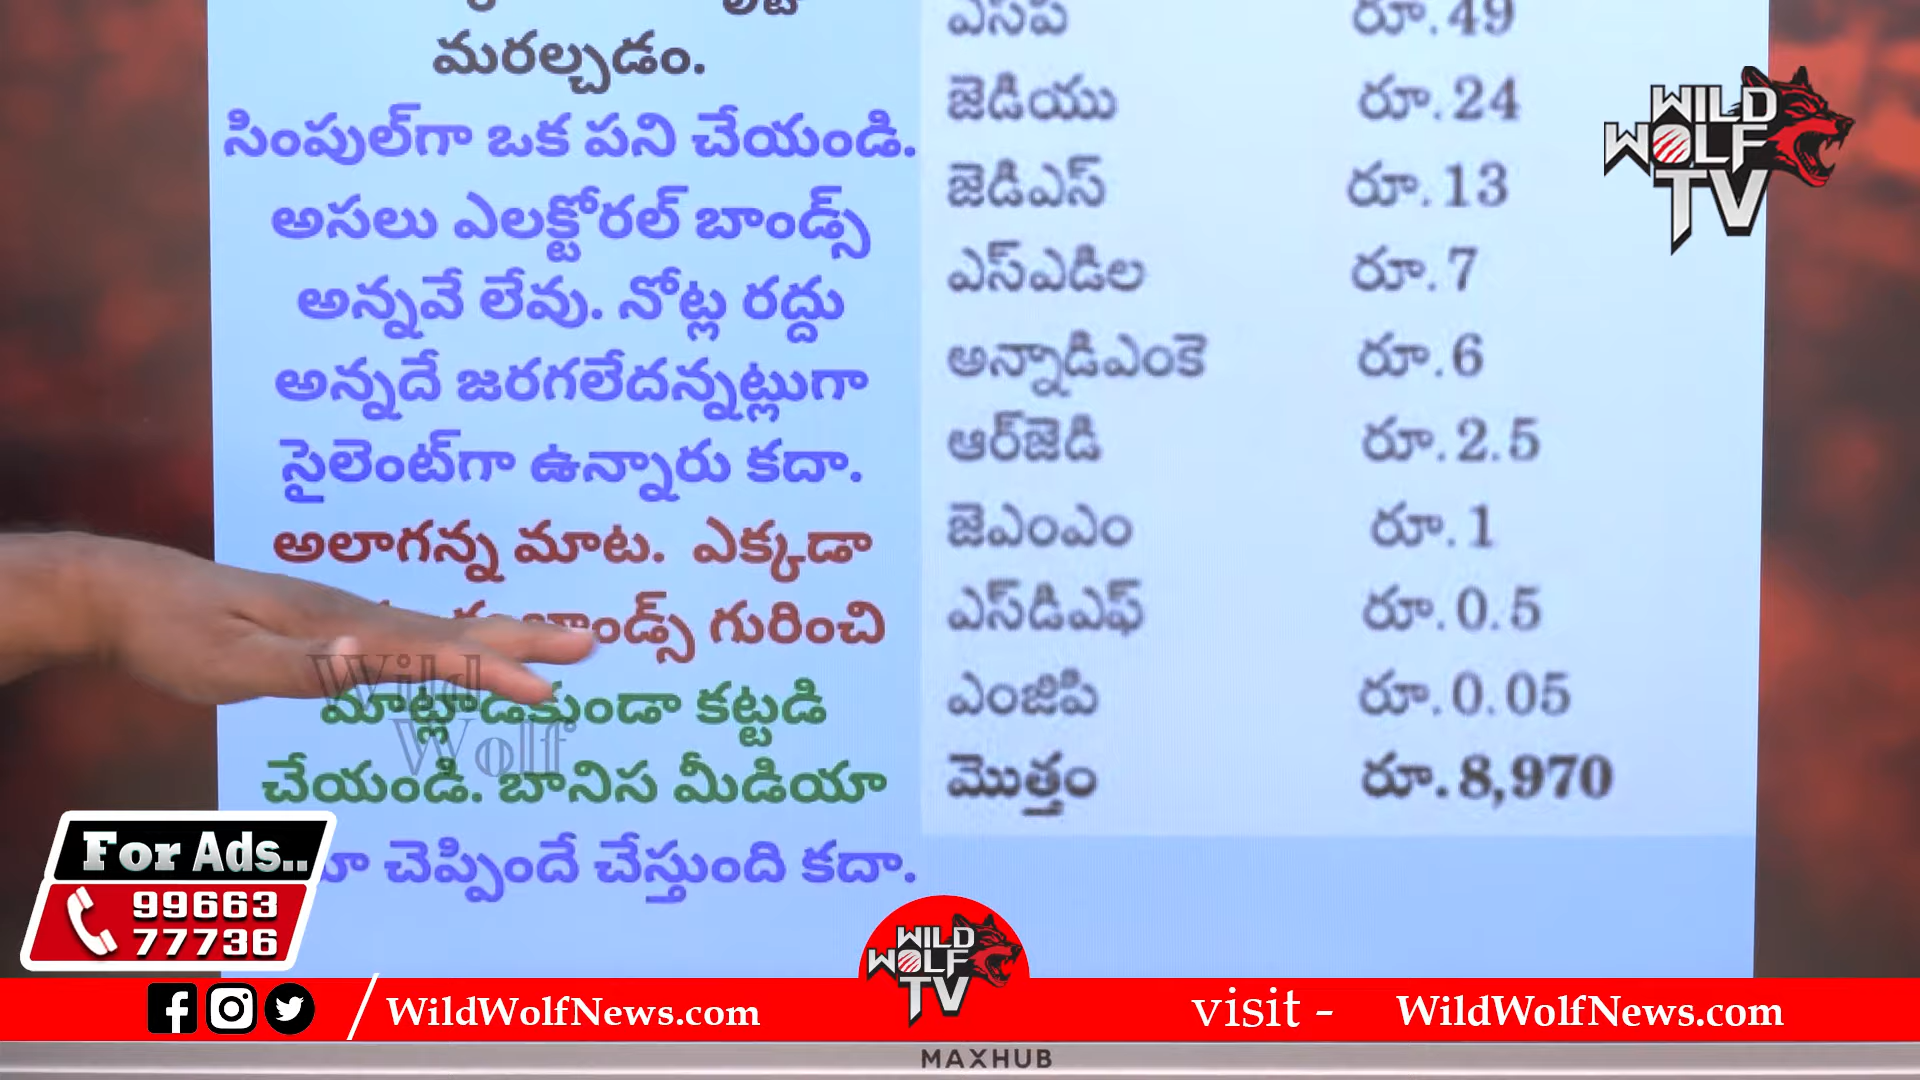 మరల్చడం.
సింపుల్‌గా ఒక పని చేయండి.
అసలు ఎలక్టోరల్ బాండ్స్
అన్నవే లేవు. నోట్ల రద్దు
అన్నదే జరగలేదన్నట్లుగా
సైలెంట్‌గా ఉన్నారు కదా.
అలాగన్న మాట. ఎక్కడా
బాండ్స్ గురించి
మాట్లాడకుండా కట్టడి
చేయండి. బానిస మీడియా
చెప్పిందే చేస్తుంది కదా.
ఎస్‌పి రూ.49
జెడియు రూ.24
జెడిఎస్ రూ.13
ఎస్ఎడిల రూ.7
అన్నాడిఎంకె రూ.6
ఆర్‌జెడి రూ.2.5
జెఎంఎం రూ.1
ఎస్‌డిఎఫ్ రూ.0.5
ఎంజిపి రూ.0.05
మొత్తం రూ.8,970
WILD
WOLF
TV
Wild
Wolf
For Ads..
99663
77736
WildWolfNews.com
WILD
WOLF
TV
visit - WildWolfNews.com
MAXHUB